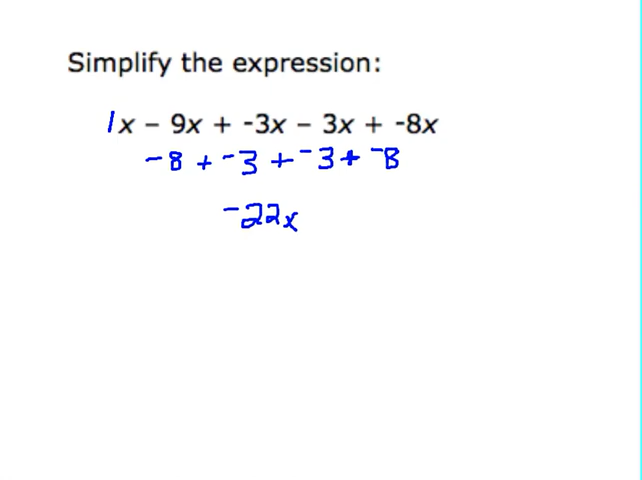 Simplify the expression:
1x – 9x + -3x – 3x + -8x
-8 + -3 + -3 + -8
-22x